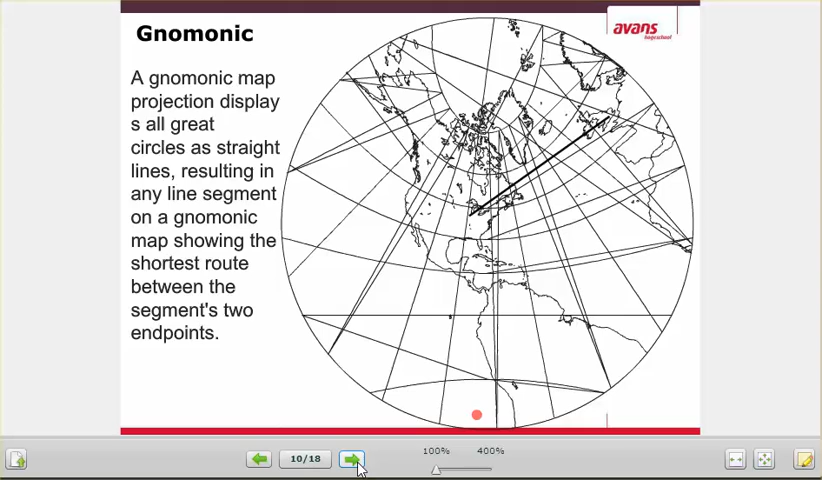 Gnomonic
avans
hogeschool
A gnomonic map
projection display
s all great
circles as straight
lines, resulting in
any line segment
on a gnomonic
map showing the
shortest route
between the
segment's two
endpoints.
10/18
100% 400%